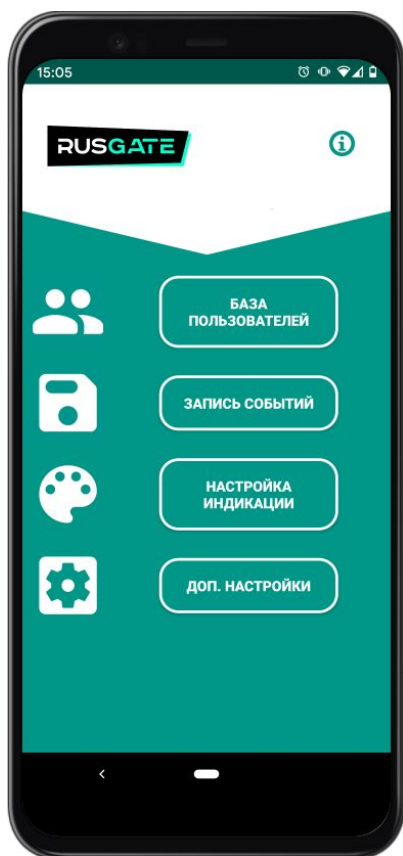 15:05
RUSGATE
БАЗА
ПОЛЬЗОВАТЕЛЕЙ
ЗАПИСЬ СОБЫТИЙ
НАСТРОЙКА
ИНДИКАЦИИ
ДОП. НАСТРОЙКИ